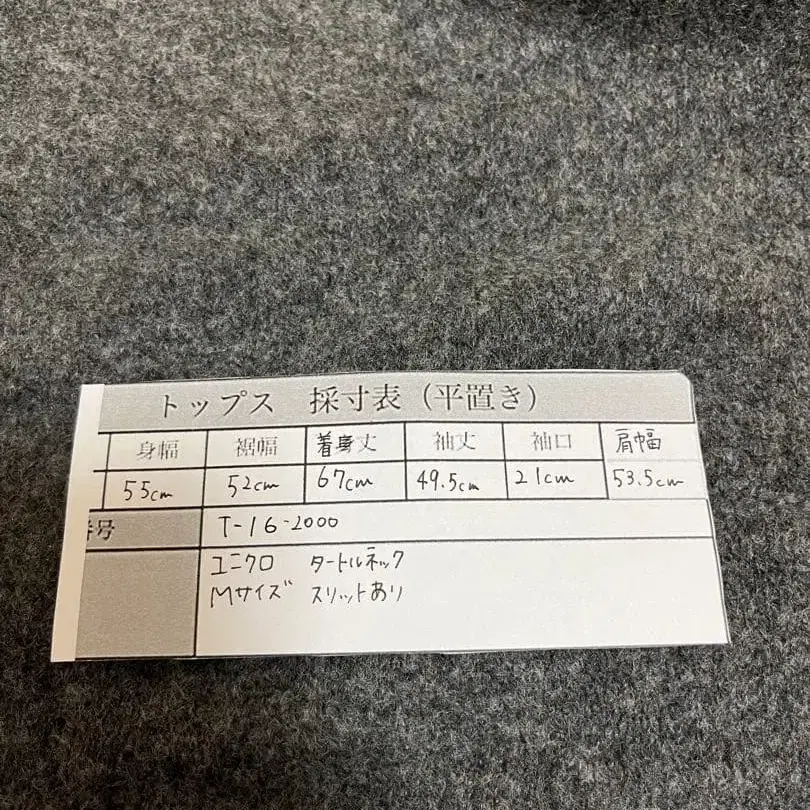 トップス 採寸表（平置き）
身幅 裾幅 着身丈 袖丈 袖口 肩幅
55cm 52cm 67cm 49.5cm 21cm 53.5cm
番号 T-16-2000
ユニクロ タートルネック
Mサイズ スリットあり